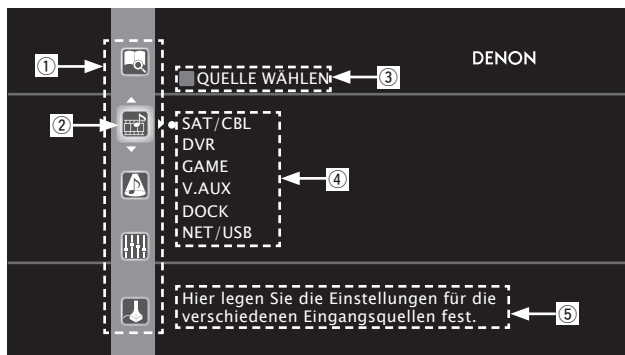 ①
DENON
QUELLE WÄHLEN
③
②
SAT/CBL
DVR
GAME
V.AUX
④
DOCK
NET/USB
Hier legen Sie die Einstellungen für die
verschiedenen Eingangsquellen fest.
⑤